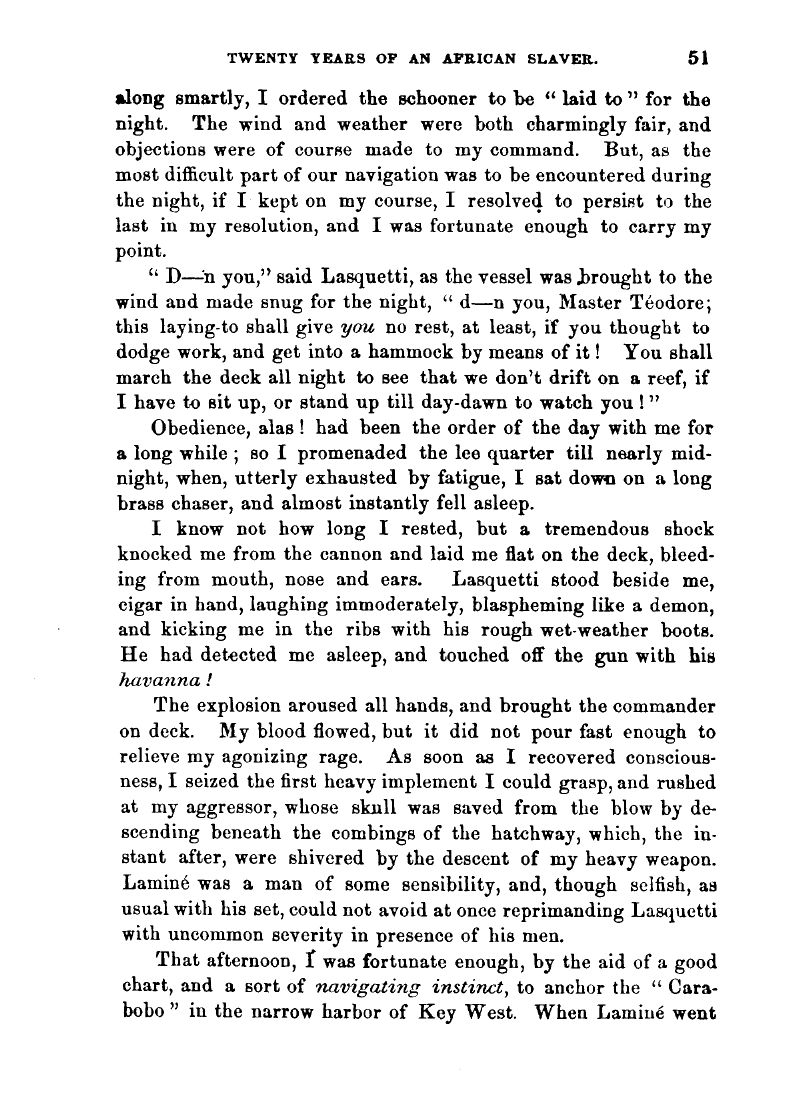 TWENTY YEARS OF AN AFRICAN SLAVER. 51
along smartly, I ordered the schooner to be “ laid to ” for the
night. The wind and weather were both charmingly fair, and
objections were of course made to my command. But, as the
most difficult part of our navigation was to be encountered during
the night, if I kept on my course, I resolved to persist to the
last in my resolution, and I was fortunate enough to carry my
point.
“ D—n you,” said Lasquetti, as the vessel was brought to the
wind and made snug for the night, “ d—n you, Master Téodore;
this laying-to shall give you no rest, at least, if you thought to
dodge work, and get into a hammock by means of it ! You shall
march the deck all night to see that we don’t drift on a reef, if
I have to sit up, or stand up till day-dawn to watch you ! ”
Obedience, alas ! had been the order of the day with me for
a long while ; so I promenaded the lee quarter till nearly mid-
night, when, utterly exhausted by fatigue, I sat down on a long
brass chaser, and almost instantly fell asleep.
I know not how long I rested, but a tremendous shock
knocked me from the cannon and laid me flat on the deck, bleed-
ing from mouth, nose and ears. Lasquetti stood beside me,
cigar in hand, laughing immoderately, blaspheming like a demon,
and kicking me in the ribs with his rough wet-weather boots.
He had detected me asleep, and touched off the gun with his
havanna !
The explosion aroused all hands, and brought the commander
on deck. My blood flowed, but it did not pour fast enough to
relieve my agonizing rage. As soon as I recovered conscious-
ness, I seized the first heavy implement I could grasp, and rushed
at my aggressor, whose skull was saved from the blow by de-
scending beneath the combings of the hatchway, which, the in-
stant after, were shivered by the descent of my heavy weapon.
Laminé was a man of some sensibility, and, though selfish, as
usual with his set, could not avoid at once reprimanding Lasquetti
with uncommon severity in presence of his men.
That afternoon, I was fortunate enough, by the aid of a good
chart, and a sort of navigating instinct, to anchor the “ Cara-
bobo ” in the narrow harbor of Key West. When Laminé went